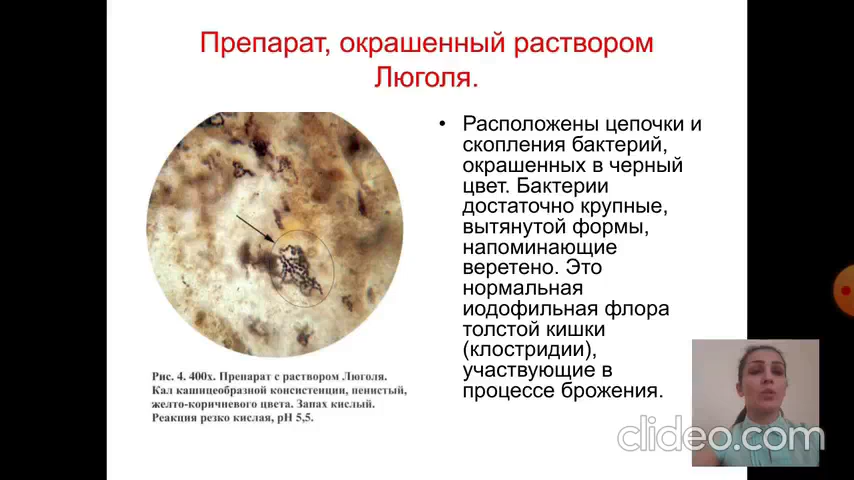 Препарат, окрашенный раствором
Люголя.
• Расположены цепочки и
скопления бактерий,
окрашенных в черный
цвет. Бактерии
достаточно крупные,
вытянутой формы,
напоминающие
веретено. Это
нормальная
иодофильная флора
толстой кишки
(клостридии),
участвующие в
процессе брожения.
Рис. 4. 400х. Препарат с раствором Люголя.
Кал кашицеобразной консистенции, пенистый,
желто-коричневого цвета. Запах кислый.
Реакция резко кислая, рН 5,5.
clideo.com